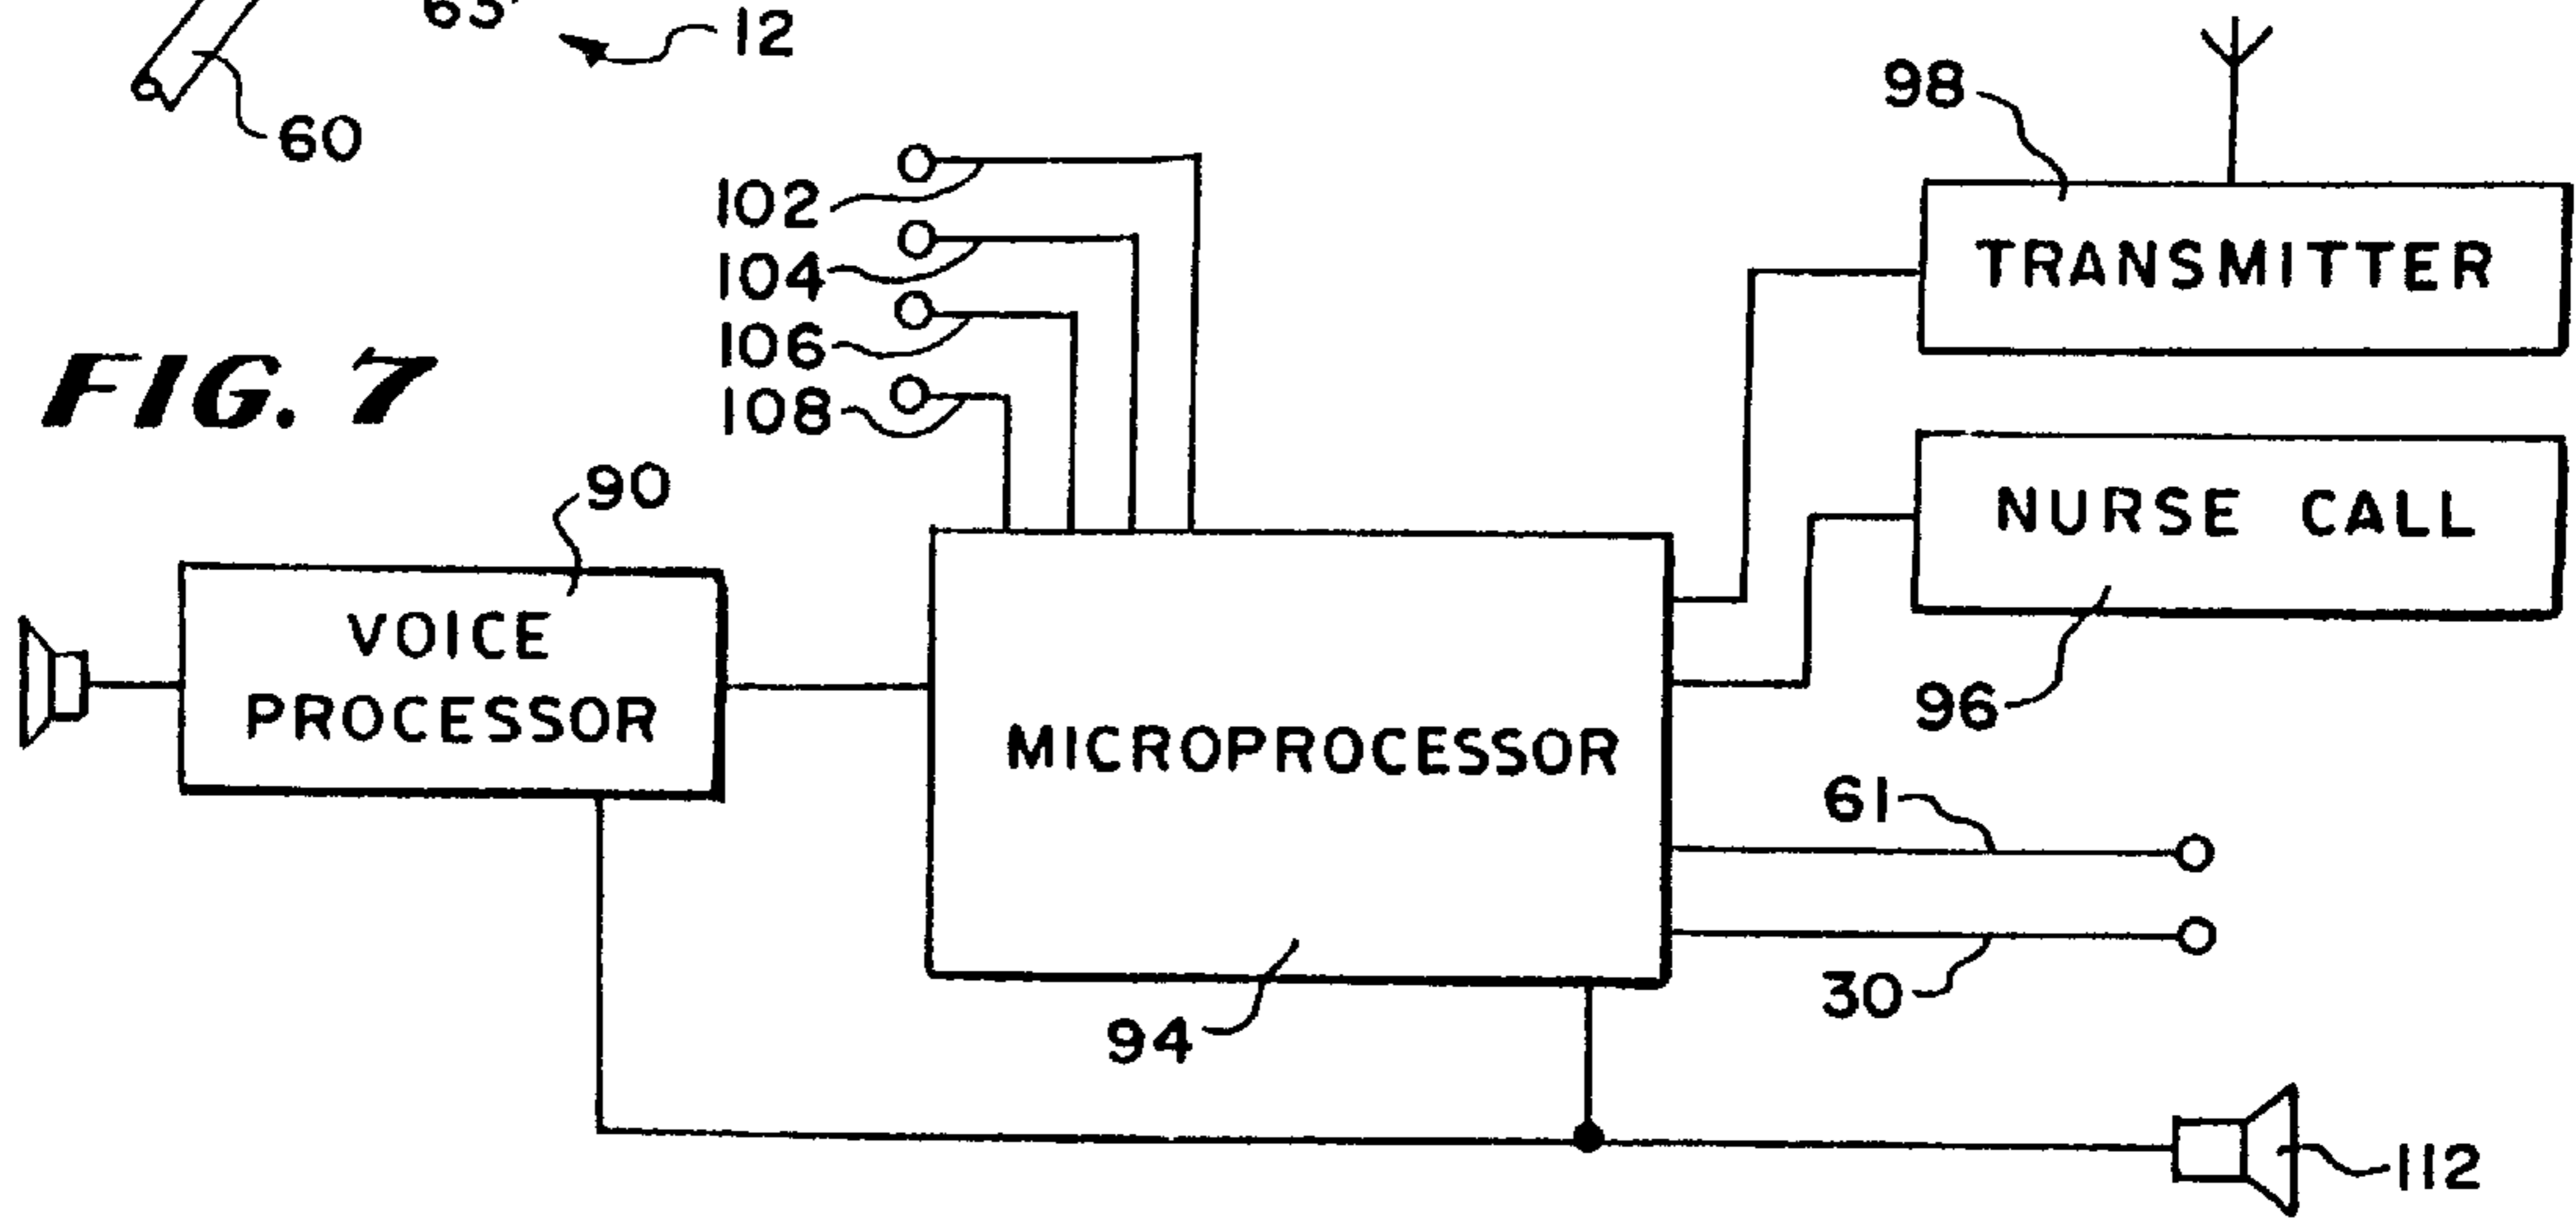 63
12
60
98
102
TRANSMITTER
104
106
FIG. 7
108
90
NURSE CALL
VOICE
PROCESSOR
96
MICROPROCESSOR
61
30
94
112